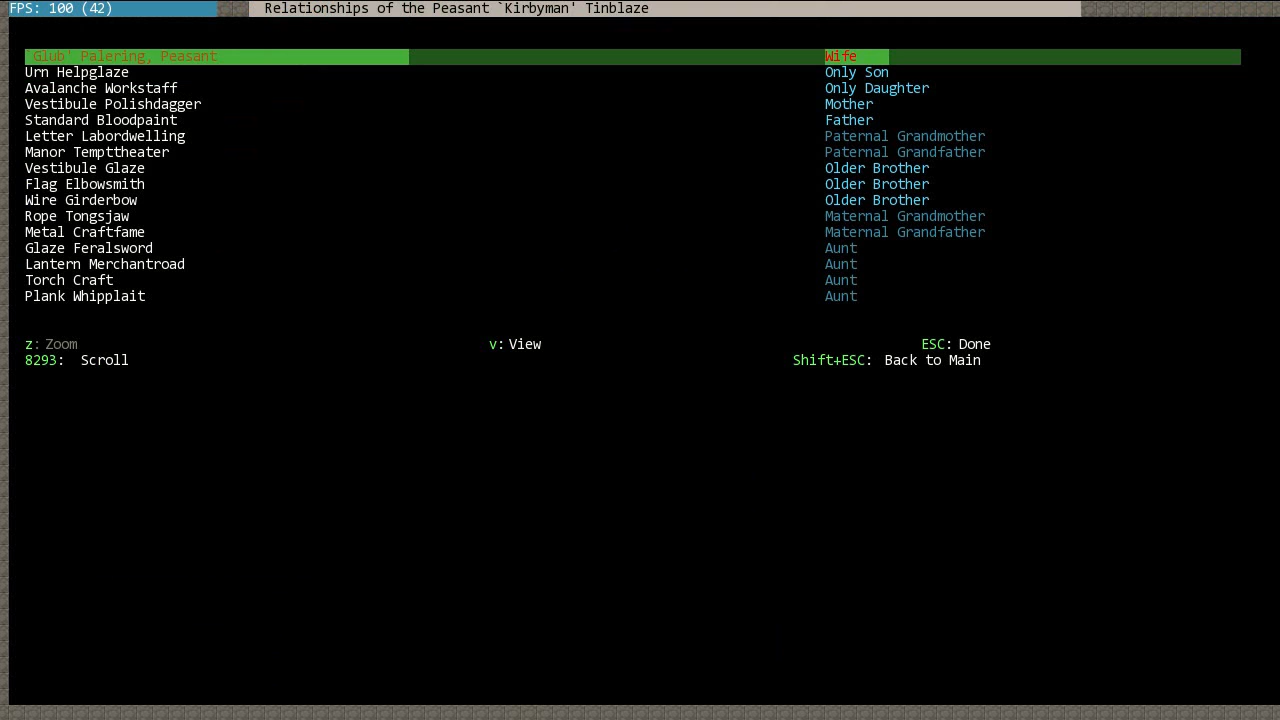 FPS: 100 (42) Relationships of the Peasant `Kirbyman' Tinblaze
`Glub' Palering, Peasant Wife
Urn Helpglaze Only Son
Avalanche Workstaff Only Daughter
Vestibule Polishdagger Mother
Standard Bloodpaint Father
Letter Labordwelling Paternal Grandmother
Manor Tempttheater Paternal Grandfather
Vestibule Glaze Older Brother
Flag Elbowsmith Older Brother
Wire Girderbow Older Brother
Rope Tongsjaw Maternal Grandmother
Metal Craftfame Maternal Grandfather
Glaze Feralsword Aunt
Lantern Merchantroad Aunt
Torch Craft Aunt
Plank Whipplait Aunt
z: Zoom v: View ESC: Done
8293: Scroll Shift+ESC: Back to Main